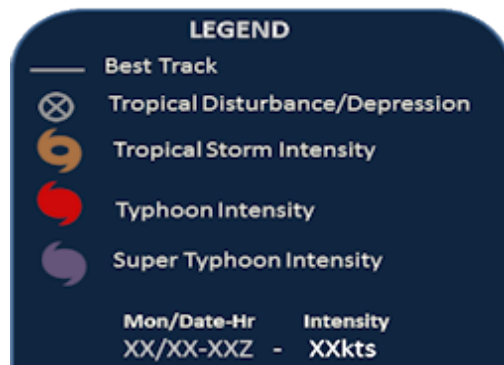 LEGEND
Best Track
Tropical Disturbance/Depression
Tropical Storm Intensity
Typhoon Intensity
Super Typhoon Intensity
Mon/Date-Hr Intensity
XX/XX-XXZ - XXkts